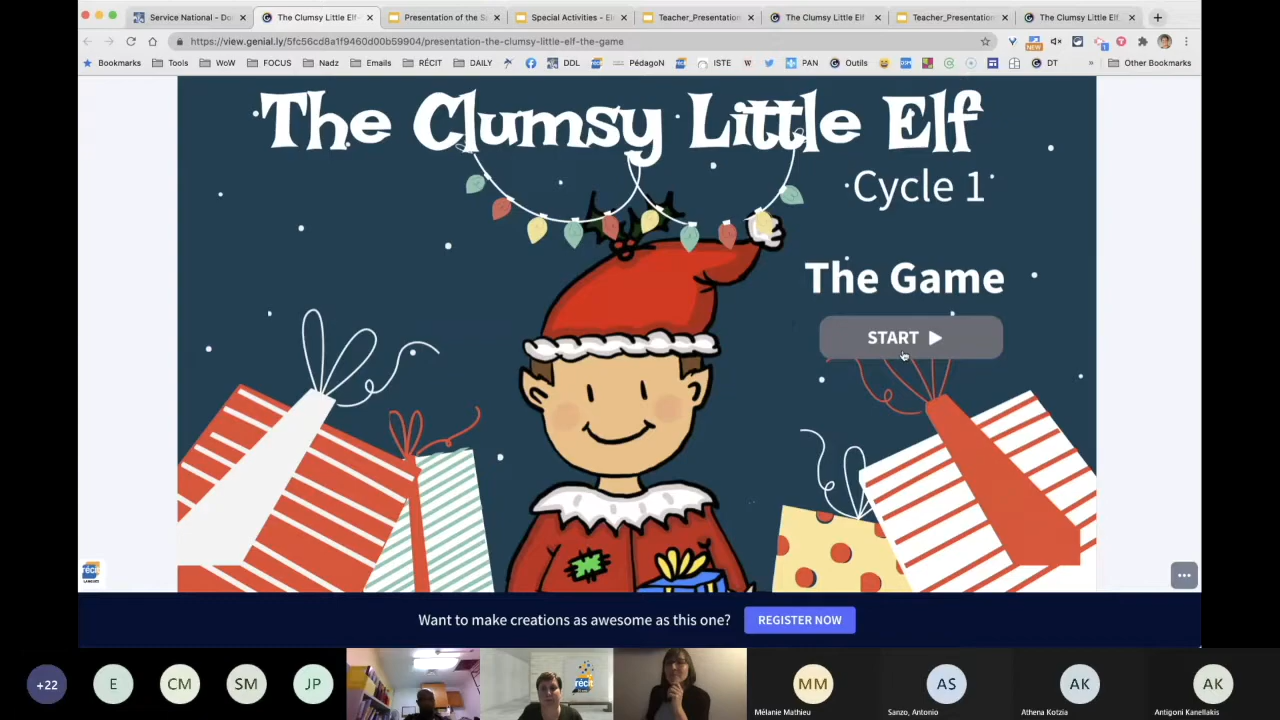 Service National - Do
The Clumsy Little Elf -
Presentation of the S
Special Activities - El
Teacher_Presentation
The Clumsy Little Elf
Teacher_Presentation
The Clumsy Little Elf
https://view.genial.ly/5fc56cd8a1f9460d00b59904/presentation-the-clumsy-little-elf-the-game
NEW
Bookmarks
Tools
WoW
FOCUS
Nadz
Emails
RÉCIT
DAILY
DDL
PédagoN
ISTE
W
PAN
Outils
DT
»
Other Bookmarks
The Clumsy Little Elf
Cycle 1
The Game
START
récit
Want to make creations as awesome as this one?
REGISTER NOW
+22
E
CM
SM
JP
récit
MM
Mélanie Mathieu
AS
Sanzo, Antonio
AK
Athena Kotzia
AK
Antigoni Kanellakis